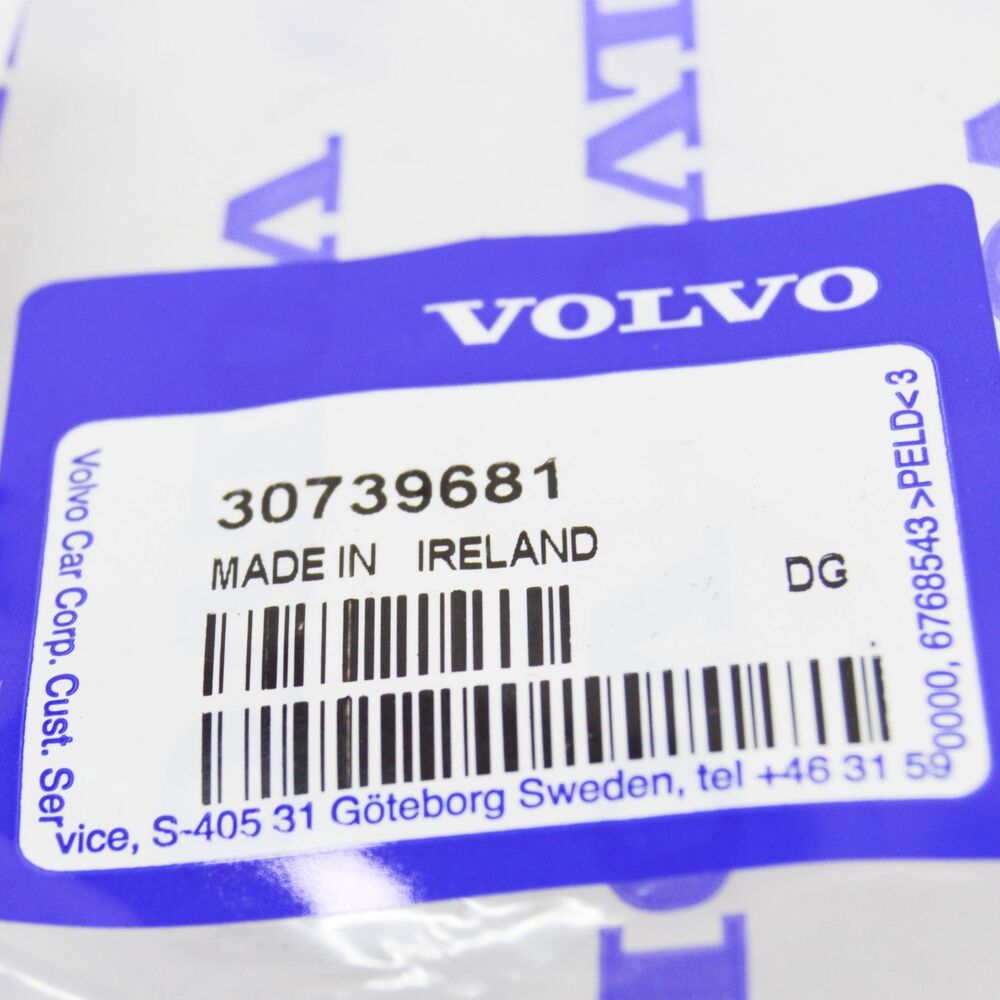 VOLVO
30739681
MADE IN IRELAND
DG
Volvo Car Corp. Cust. Service, S-405 31 Göteborg Sweden, tel +46 31 590000, 6768543 >PELD< 3
V
LV